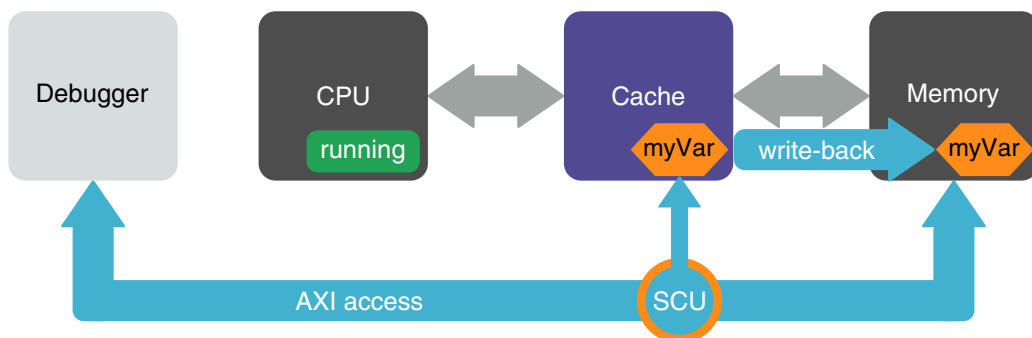 Debugger
CPU
Cache
Memory
running
myVar
write-back
myVar
AXI access
SCU